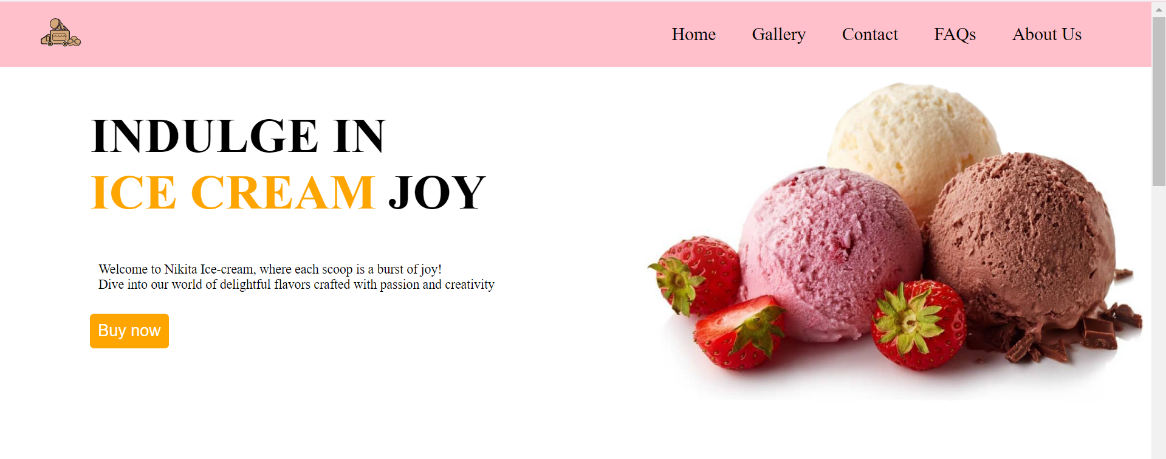 Home Gallery Contact FAQs About Us
INDULGE IN
ICE CREAM JOY
Welcome to Nikita Ice-cream, where each scoop is a burst of joy!
Dive into our world of delightful flavors crafted with passion and creativity
Buy now